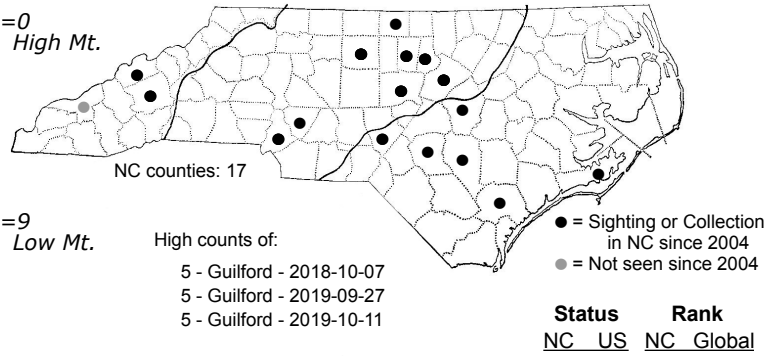 =0
High Mt.
NC counties: 17
=9
Low Mt.
High counts of:
5 - Guilford - 2018-10-07
5 - Guilford - 2019-09-27
5 - Guilford - 2019-10-11
= Sighting or Collection
in NC since 2004
= Not seen since 2004
Status Rank
NC US NC Global